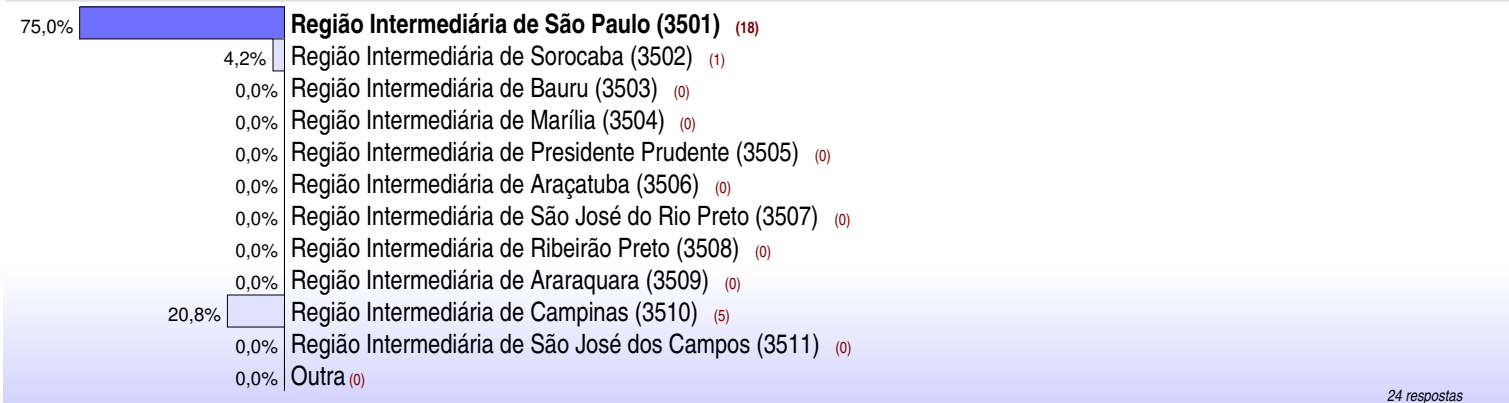 75,0% Região Intermediária de São Paulo (3501) (18)
4,2% Região Intermediária de Sorocaba (3502) (1)
0,0% Região Intermediária de Bauru (3503) (0)
0,0% Região Intermediária de Marília (3504) (0)
0,0% Região Intermediária de Presidente Prudente (3505) (0)
0,0% Região Intermediária de Araçatuba (3506) (0)
0,0% Região Intermediária de São José do Rio Preto (3507) (0)
0,0% Região Intermediária de Ribeirão Preto (3508) (0)
0,0% Região Intermediária de Araraquara (3509) (0)
20,8% Região Intermediária de Campinas (3510) (5)
0,0% Região Intermediária de São José dos Campos (3511) (0)
0,0% Outra (0)
24 respostas